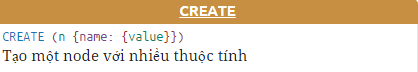 CREATE
CREATE (n {name: {value}})
Tạo một node với nhiều thuộc tính